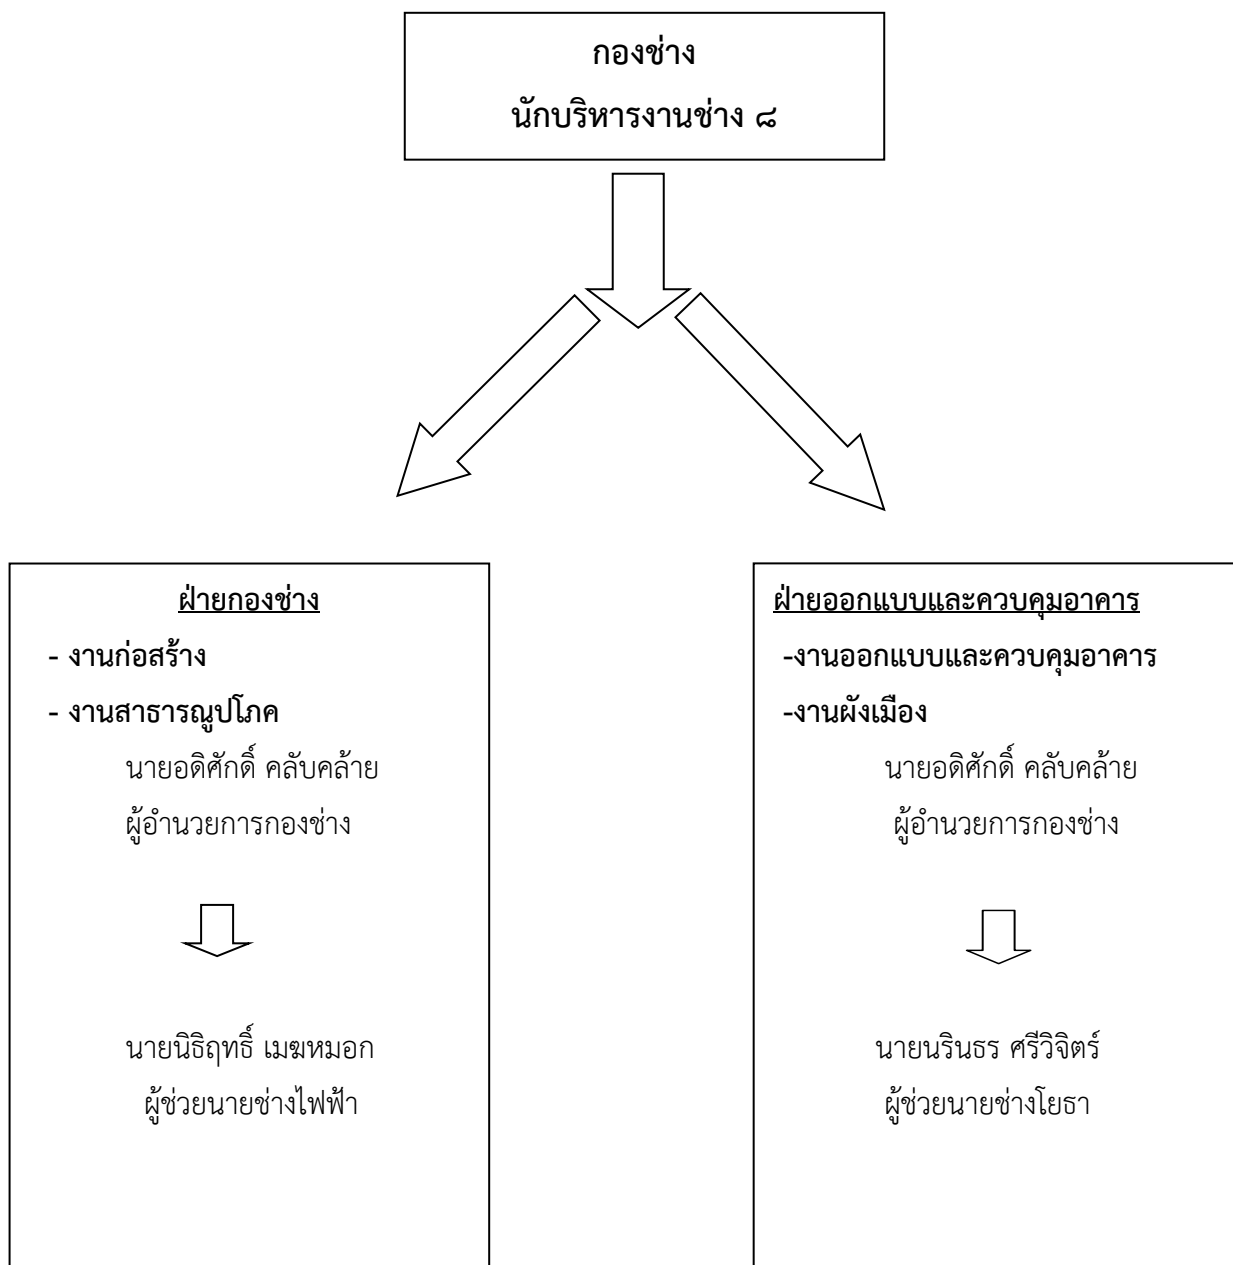 กองช่าง
นักบริหารงานช่าง ๘
ฝ่ายกองช่าง
- งานก่อสร้าง
- งานสาธารณูปโภค
นายอดิศักดิ์ คลับคล้าย
ผู้อำนวยการกองช่าง
นายนิธิฤทธิ์ เมฆหมอก
ผู้ช่วยนายช่างไฟฟ้า
ฝ่ายออกแบบและควบคุมอาคาร
-งานออกแบบและควบคุมอาคาร
-งานผังเมือง
นายอดิศักดิ์ คลับคล้าย
ผู้อำนวยการกองช่าง
นายนรินธร ศรีวิจิตร์
ผู้ช่วยนายช่างโยธา